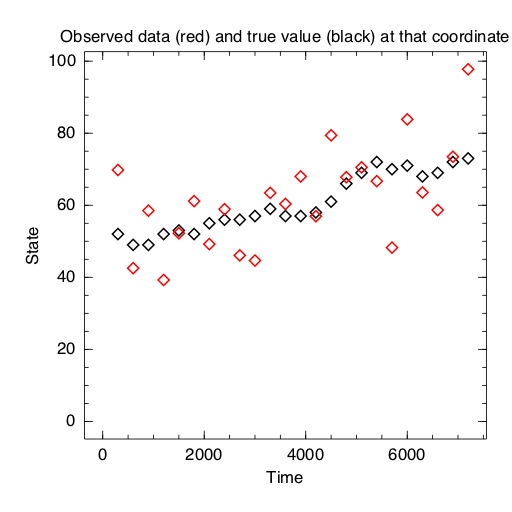 Observed data (red) and true value (black) at that coordinate
100
80
60
40
20
0
State
0 2000 4000 6000
Time